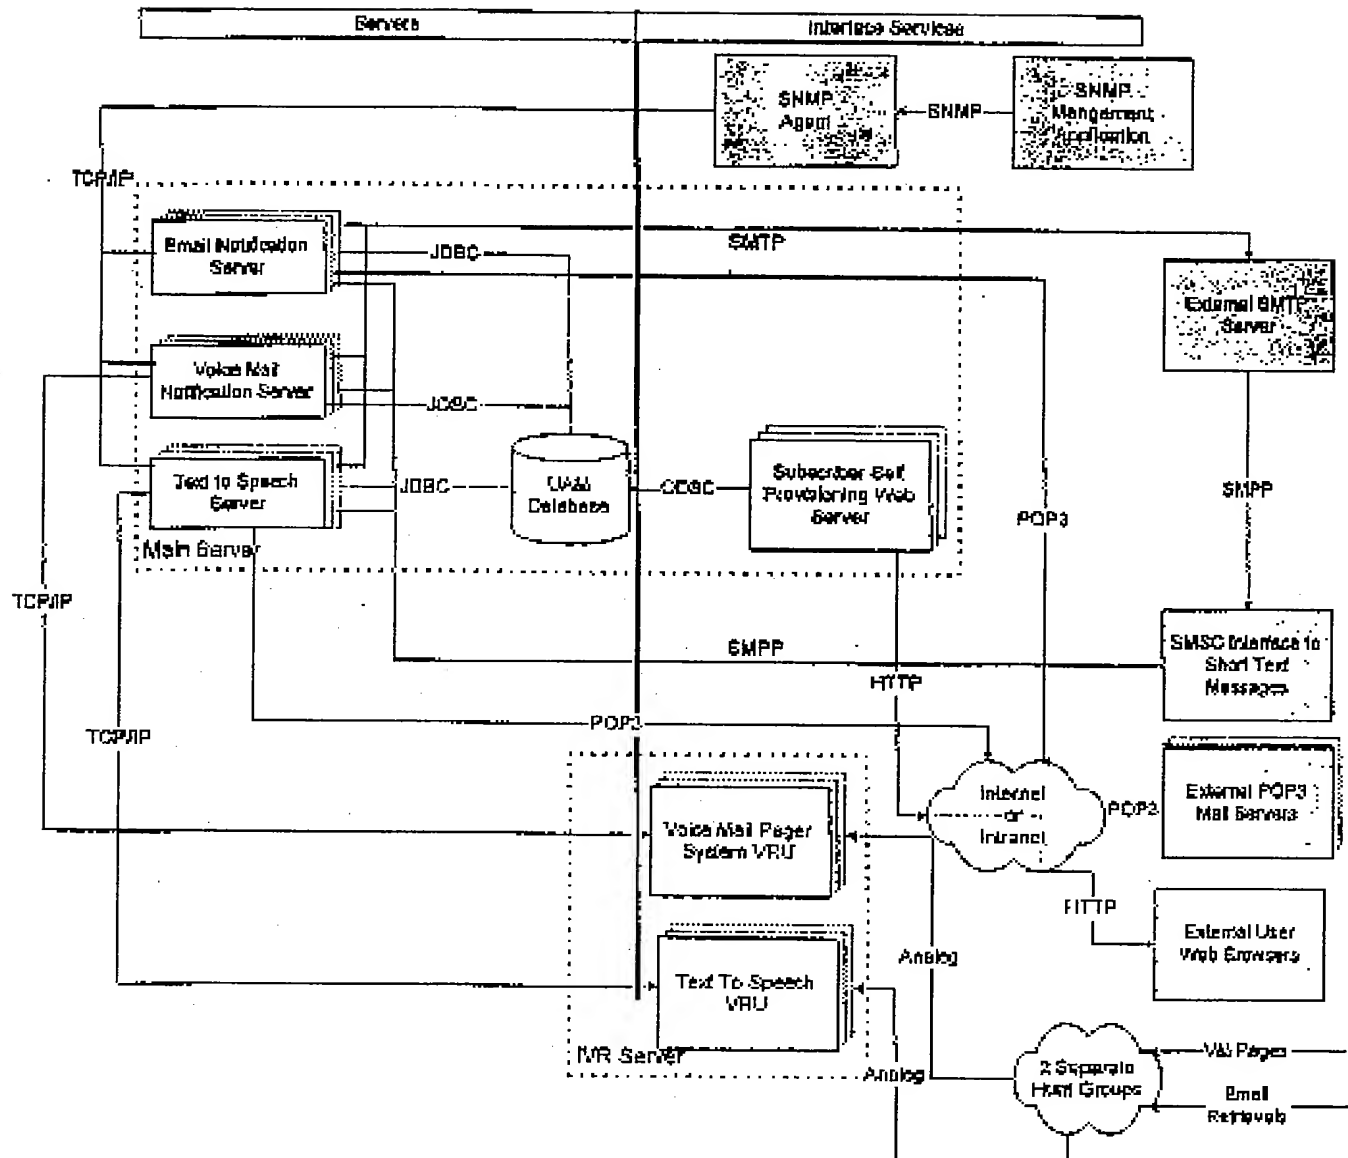 Servers
Interface Services
SNMP
Agent
SNMP
SNMP
Mangement
Application
TCP/IP
Email Notification
Server
JDBC
SMTP
External SMTP
Server
Voice Mail
Notification Server
JDBC
Text to Speech
Server
JDBC
UAM
Database
ODBC
Subscriber Self
Provisioning Web
Server
POP3
SMPP
Main Server
TCP/IP
SMPP
SMSC Interface to
Short Text
Messages
HTTP
TCP/IP
POP3
Voice Mail Pager
System VRU
Internet
or
Intranet
POP3
External POP3
Mail Servers
HTTP
External User
Web Browsers
Analog
Text To Speech
VRU
IVR Server
Analog
2 Separate
Hunt Groups
VM Pages
Email
Retrievals